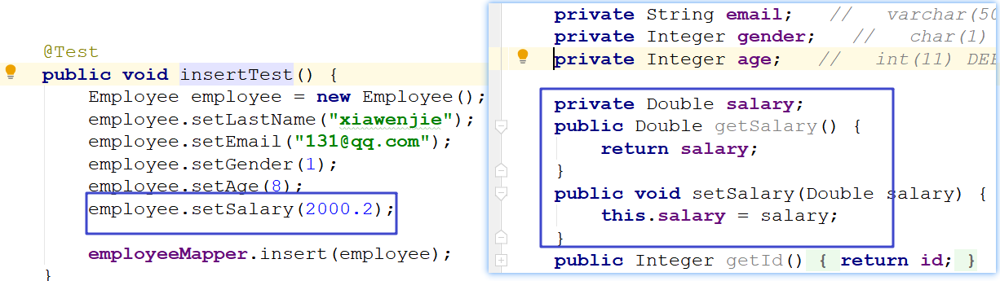 @Test
public void insertTest() {
Employee employee = new Employee();
employee.setLastName("xiawenjie");
employee.setEmail("131@qq.com");
employee.setGender(1);
employee.setAge(8);
employee.setSalary(2000.2);
employeeMapper.insert(employee);
}
private String email;   //   varchar(50
private Integer gender;   //   char(1)
private Integer age;   //   int(11) DEF
private Double salary;
public Double getSalary() {
return salary;
}
public void setSalary(Double salary) {
this.salary = salary;
}
public Integer getId() { return id; }